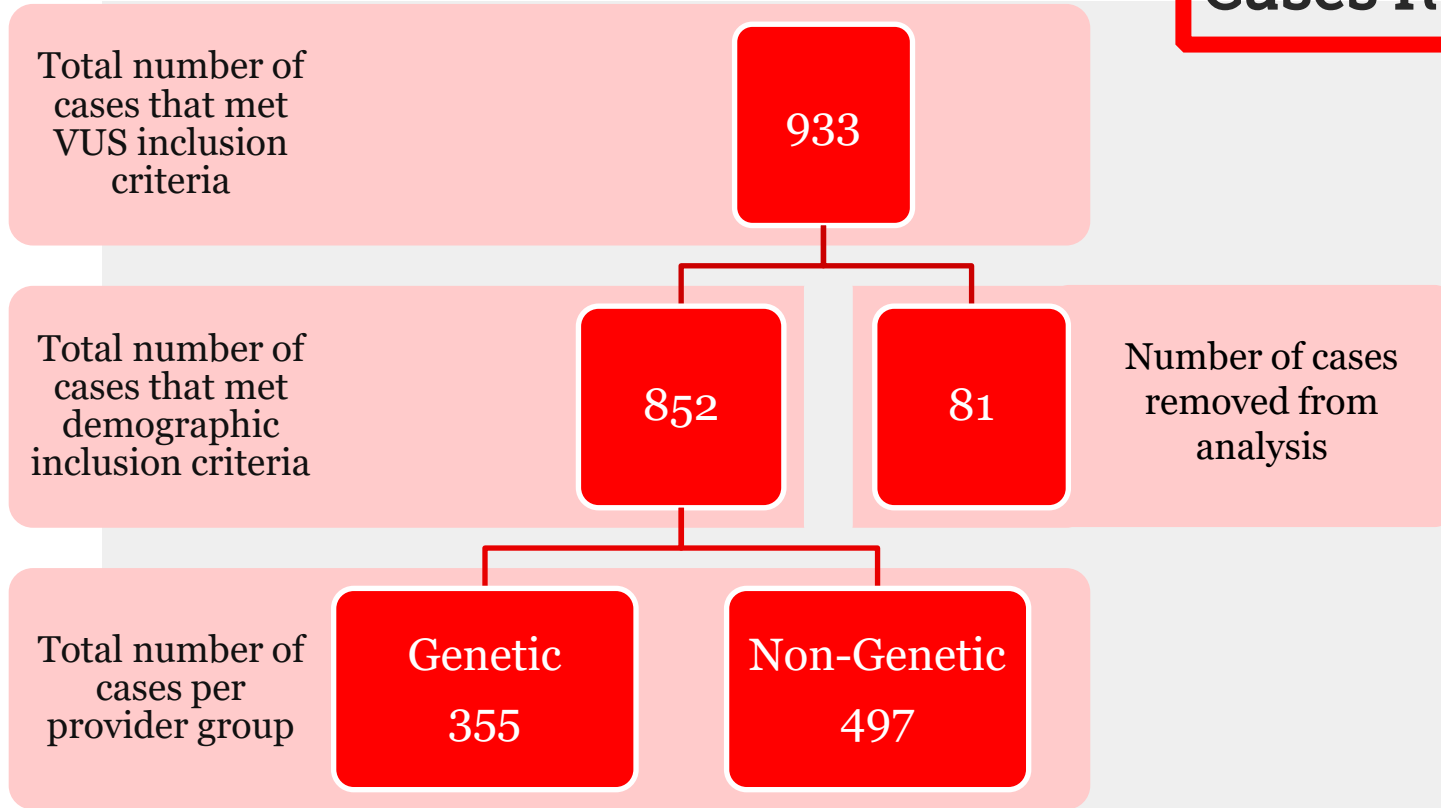 Total number of
cases that met
VUS inclusion
criteria
933
Total number of
cases that met
demographic
inclusion criteria
852
81
Number of cases
removed from
analysis
Total number of
cases per
provider group
Genetic
355
Non-Genetic
497